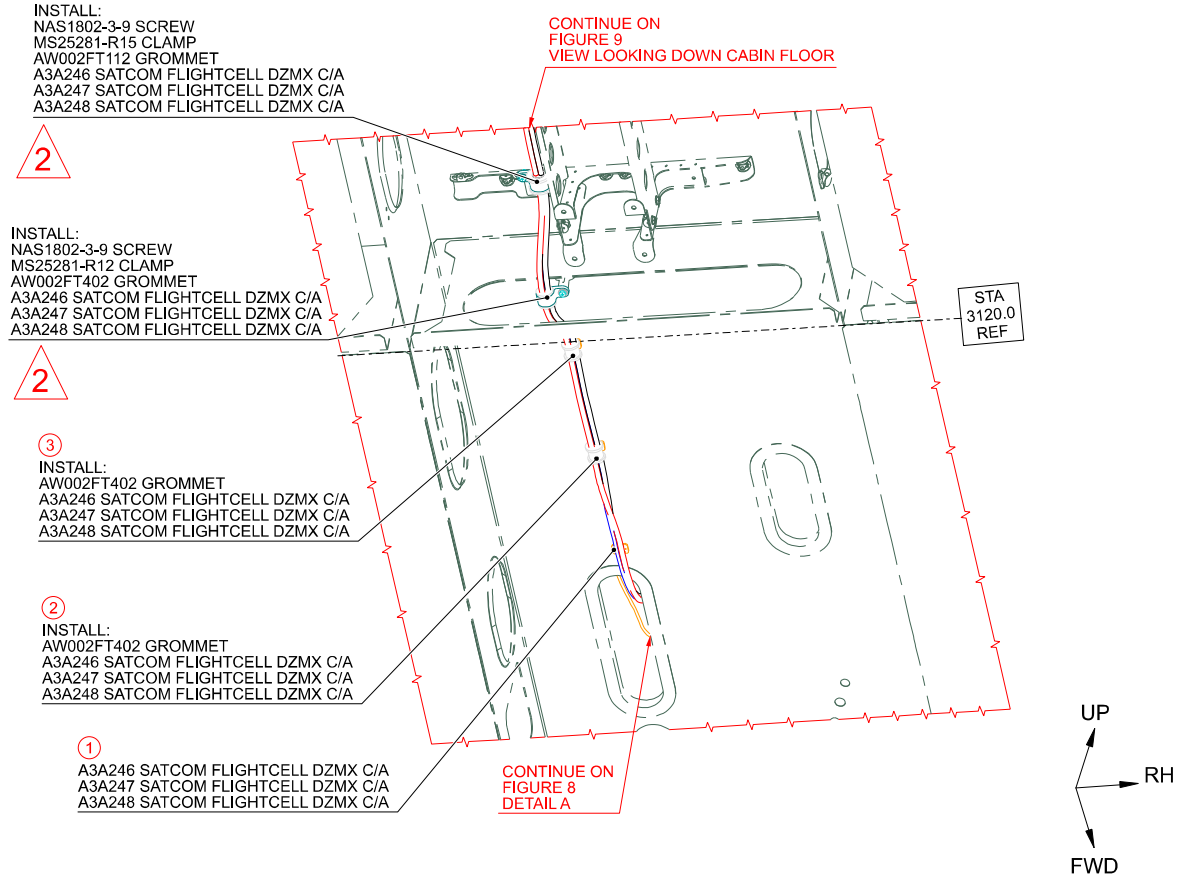 INSTALL:
NAS1802-3-9 SCREW
MS25281-R15 CLAMP
AW002FT112 GROMMET
A3A246 SATCOM FLIGHTCELL DZMX C/A
A3A247 SATCOM FLIGHTCELL DZMX C/A
A3A248 SATCOM FLIGHTCELL DZMX C/A
2
CONTINUE ON
FIGURE 9
VIEW LOOKING DOWN CABIN FLOOR
INSTALL:
NAS1802-3-9 SCREW
MS25281-R12 CLAMP
AW002FT402 GROMMET
A3A246 SATCOM FLIGHTCELL DZMX C/A
A3A247 SATCOM FLIGHTCELL DZMX C/A
A3A248 SATCOM FLIGHTCELL DZMX C/A
2
STA
3120.0
REF
3
INSTALL:
AW002FT402 GROMMET
A3A246 SATCOM FLIGHTCELL DZMX C/A
A3A247 SATCOM FLIGHTCELL DZMX C/A
A3A248 SATCOM FLIGHTCELL DZMX C/A
2
INSTALL:
AW002FT402 GROMMET
A3A246 SATCOM FLIGHTCELL DZMX C/A
A3A247 SATCOM FLIGHTCELL DZMX C/A
A3A248 SATCOM FLIGHTCELL DZMX C/A
1
A3A246 SATCOM FLIGHTCELL DZMX C/A
A3A247 SATCOM FLIGHTCELL DZMX C/A
A3A248 SATCOM FLIGHTCELL DZMX C/A
CONTINUE ON
FIGURE 8
DETAIL A
UP
RH
FWD